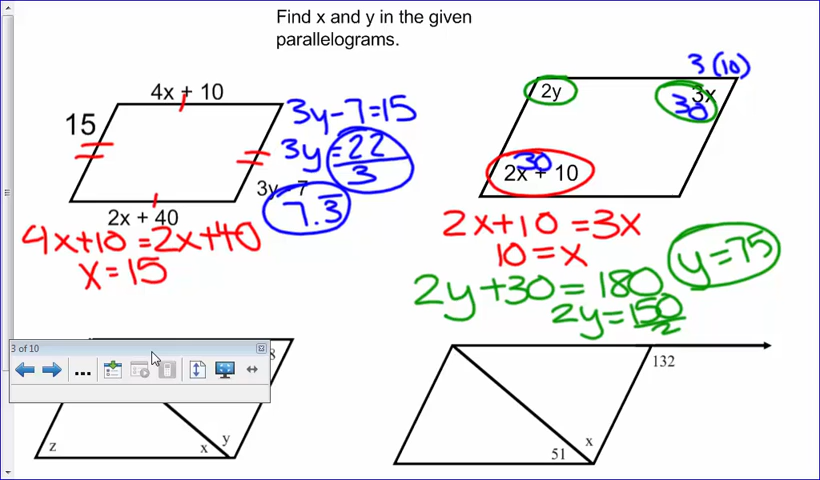 Find x and y in the given
parallelograms.
4x + 10
15
3y - 7
2x + 40
3y-7=15
3y=22
3
7.3̅
4x+10=2x+40
x=15
3 (10)
2y
3x
30
30
2x + 10
2x+10=3x
10=x
2y+30=180
2y=150
2
y=75
3 of 10
...
8
z
x
y
132
51
x